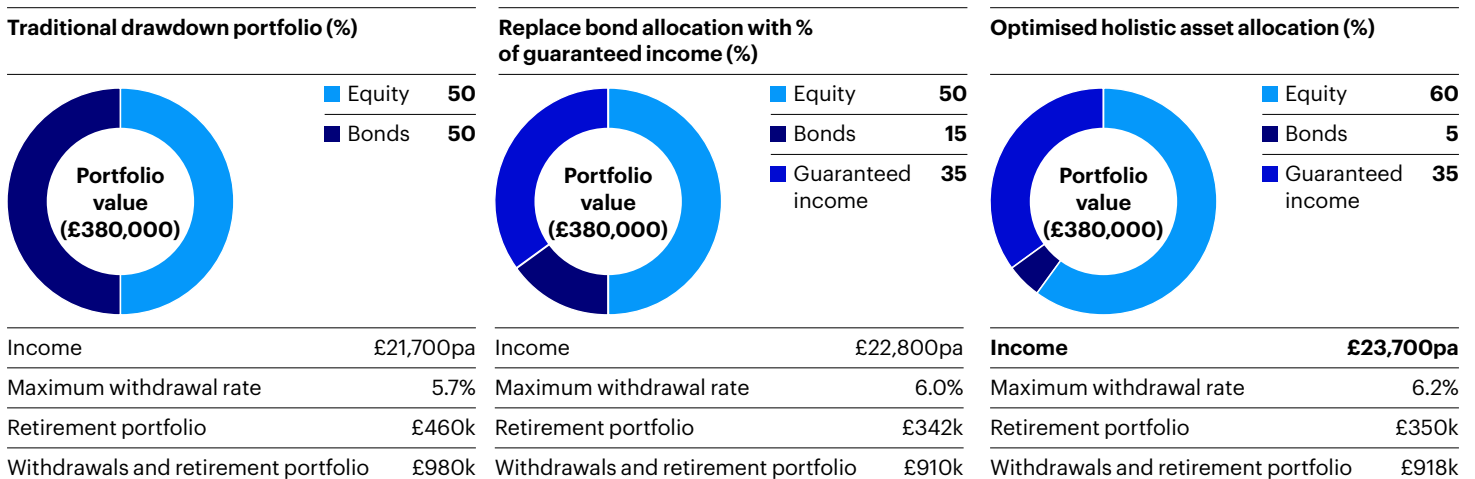 Traditional drawdown portfolio (%)
Equity 50
Bonds 50
Portfolio
value
(£380,000)
Income £21,700pa
Maximum withdrawal rate 5.7%
Retirement portfolio £460k
Withdrawals and retirement portfolio £980k
Replace bond allocation with %
of guaranteed income (%)
Equity 50
Bonds 15
Guaranteed 35
income
Portfolio
value
(£380,000)
Income £22,800pa
Maximum withdrawal rate 6.0%
Retirement portfolio £342k
Withdrawals and retirement portfolio £910k
Optimised holistic asset allocation (%)
Equity 60
Bonds 5
Guaranteed 35
income
Portfolio
value
(£380,000)
Income £23,700pa
Maximum withdrawal rate 6.2%
Retirement portfolio £350k
Withdrawals and retirement portfolio £918k